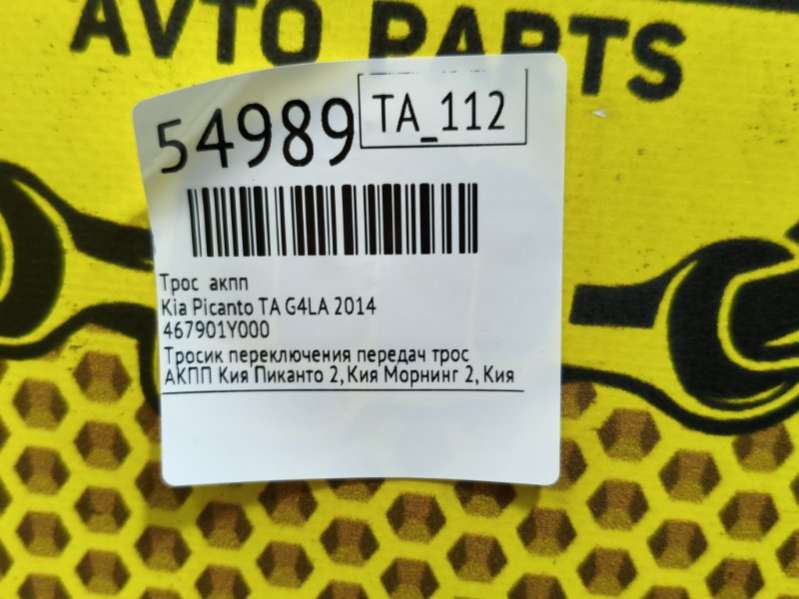 AVTO PARTS
54989
TA_112
Трос акпп
Kia Picanto TA G4LA 2014
467901Y000
Тросик переключения передач трос
АКПП Кия Пиканто 2, Кия Морнинг 2, Кия